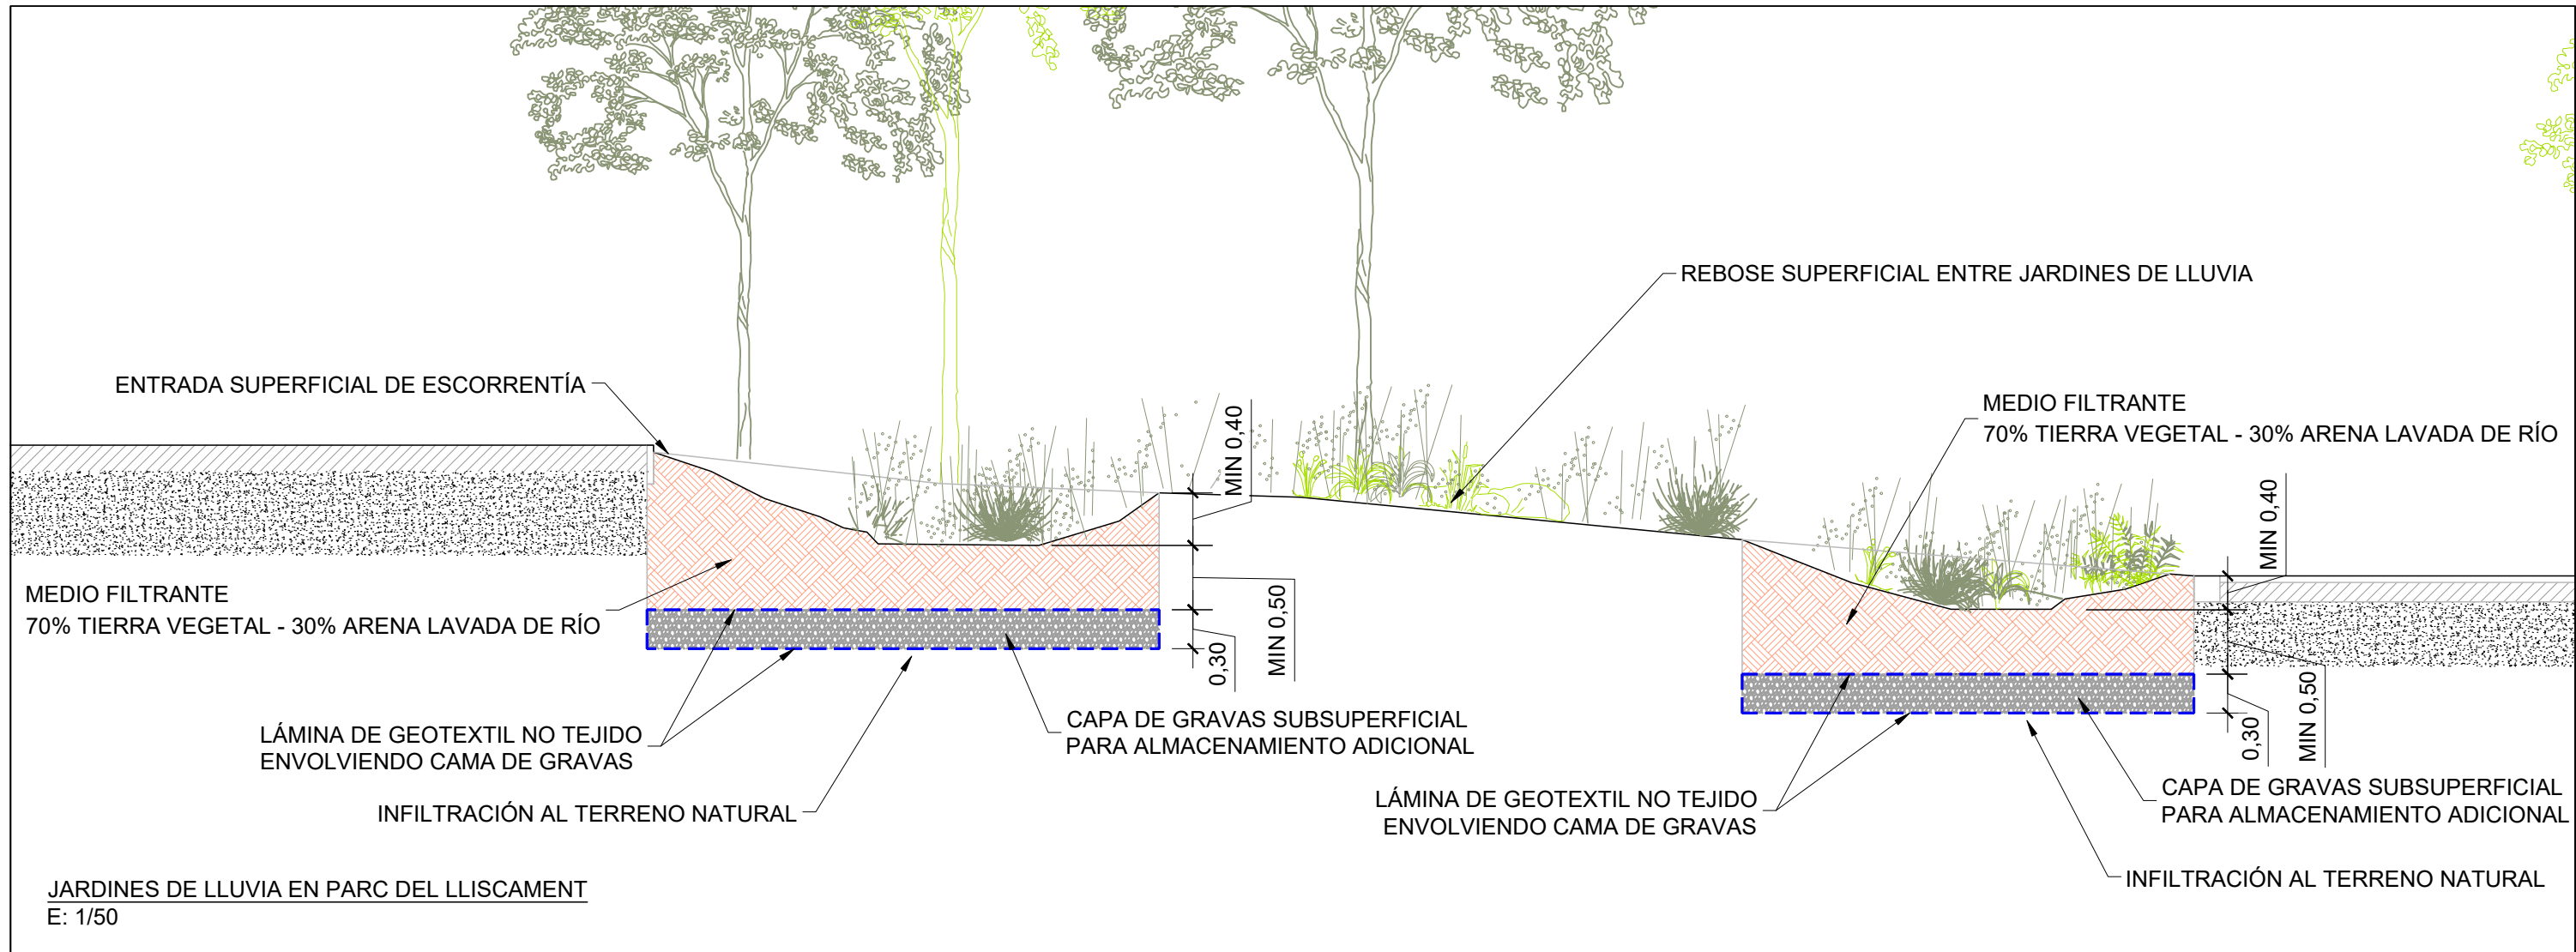 REBOSE SUPERFICIAL ENTRE JARDINES DE LLUVIA
ENTRADA SUPERFICIAL DE ESCORRENTÍA
MIN 0,40
MEDIO FILTRANTE
70% TIERRA VEGETAL - 30% ARENA LAVADA DE RÍO
MIN 0,40
MEDIO FILTRANTE
70% TIERRA VEGETAL - 30% ARENA LAVADA DE RÍO
0,30
MIN 0,50
0,30
MIN 0,50
LÁMINA DE GEOTEXTIL NO TEJIDO
ENVOLVIENDO CAMA DE GRAVAS
CAPA DE GRAVAS SUBSUPERFICIAL
PARA ALMACENAMIENTO ADICIONAL
INFILTRACIÓN AL TERRENO NATURAL
LÁMINA DE GEOTEXTIL NO TEJIDO
ENVOLVIENDO CAMA DE GRAVAS
CAPA DE GRAVAS SUBSUPERFICIAL
PARA ALMACENAMIENTO ADICIONAL
INFILTRACIÓN AL TERRENO NATURAL
JARDINES DE LLUVIA EN PARC DEL LLISCAMENT
E: 1/50